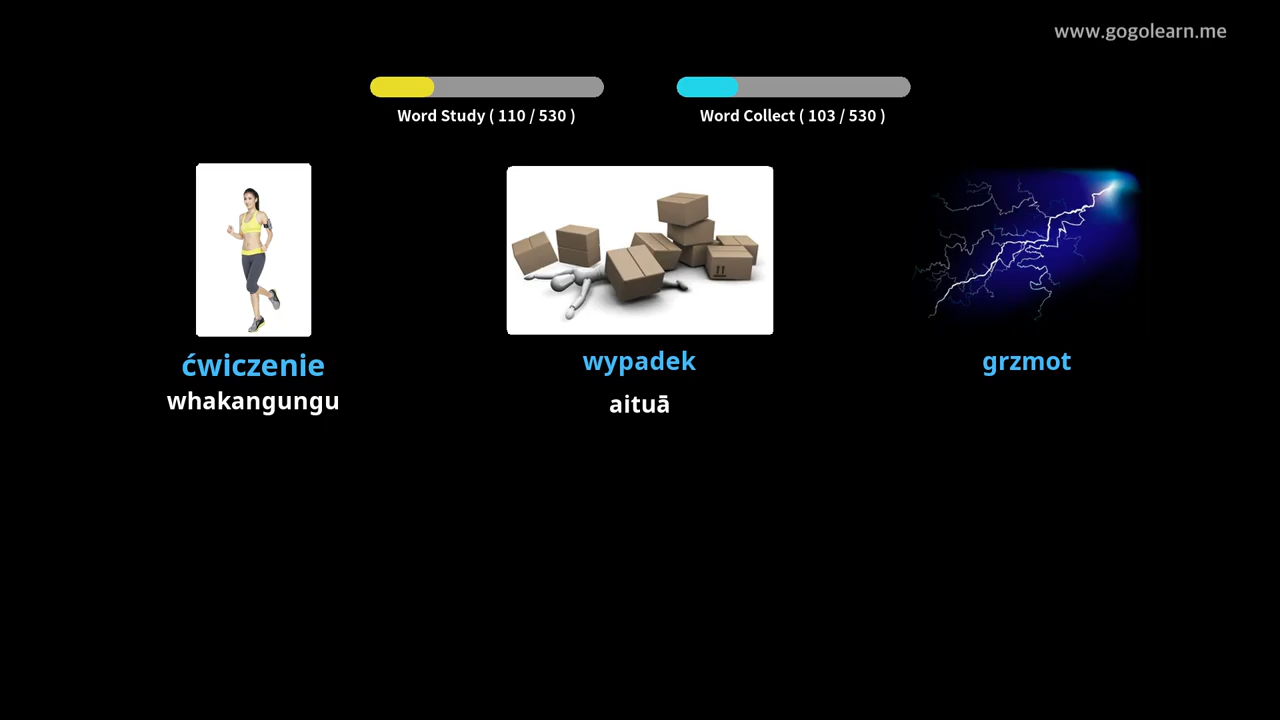 www.gogolearn.me
Word Study ( 110 / 530 )
Word Collect ( 103 / 530 )
ćwiczenie
whakangungu
wypadek
aituā
grzmot